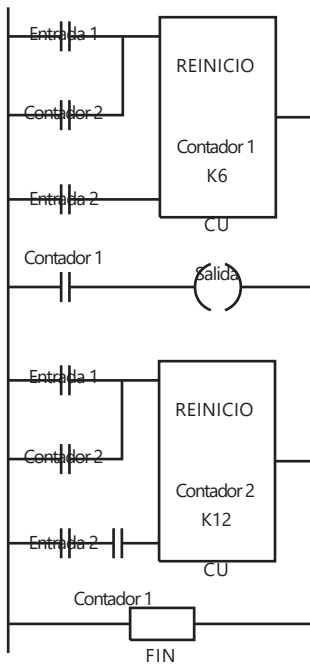 Entrada 1
REINICIO
Contador 2
Contador 1
K6
Entrada 2
CU
Contador 1
Salida
Entrada 1
REINICIO
Contador 2
Contador 2
K12
Entrada 2
CU
Contador 1
FIN